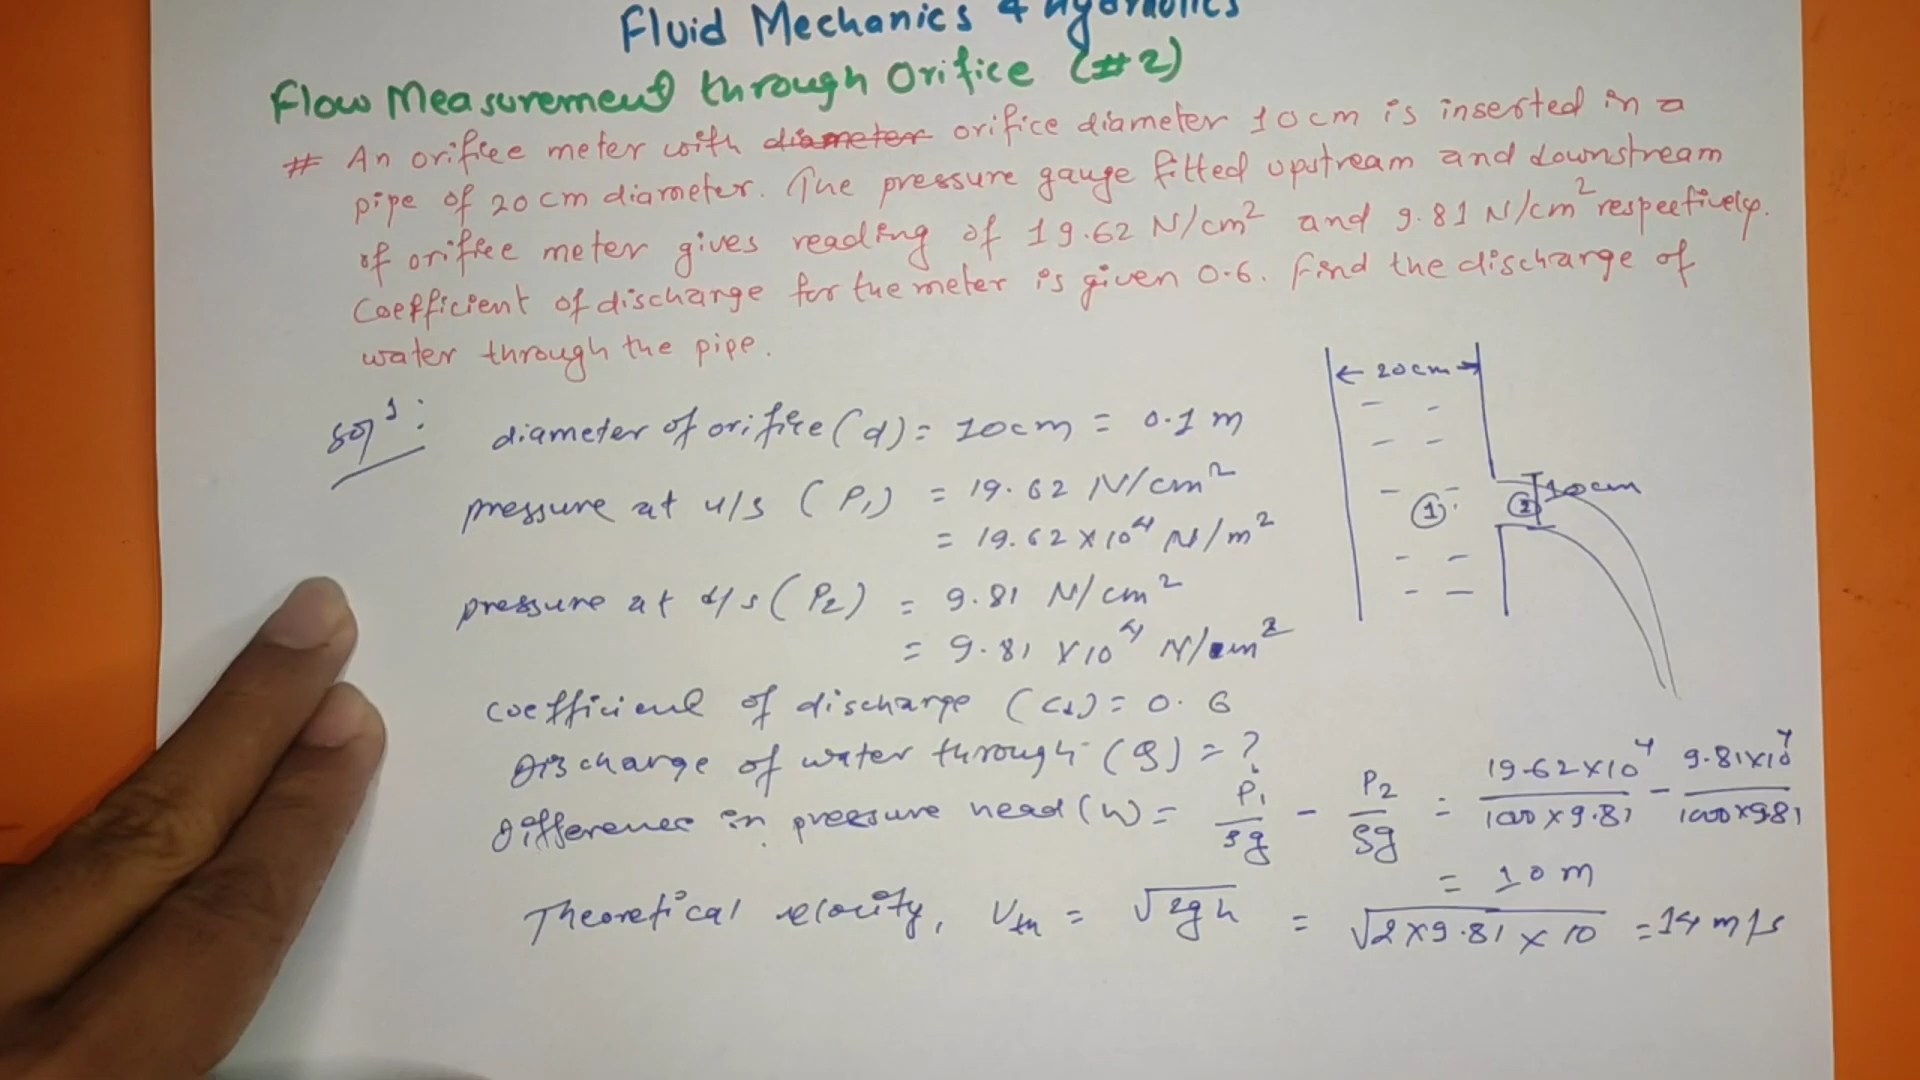 Fluid Mechanics & Hydraulics
Flow Measurement through Orifice (#2)
# An orifice meter with diameter orifice diameter 10cm is inserted in a
pipe of 20cm diameter. The pressure gauge fitted upstream and downstream
of orifice meter gives reading of 19.62 N/cm² and 9.81 N/cm² respectively.
Coefficient of discharge for the meter is given 0.6. Find the discharge of
water through the pipe.
← 20cm →
Solⁿ: diameter of orifice (d) = 10cm = 0.1 m
pressure at u/s (P₁) = 19.62 N/cm²
① ② 10cm
= 19.62 × 10⁴ N/m²
pressure at d/s (P₂) = 9.81 N/cm²
= 9.81 × 10⁴ N/m²
coefficient of discharge (cd) = 0.6
Discharge of water through (Q) = ?
Difference in pressure head (h) = P₁/ρg - P₂/ρg = 19.62×10⁴/1000×9.81 - 9.81×10⁴/1000×9.81
= 10 m
Theoretical velocity, Vth = √2gh = √2×9.81×10 = 14 m/s